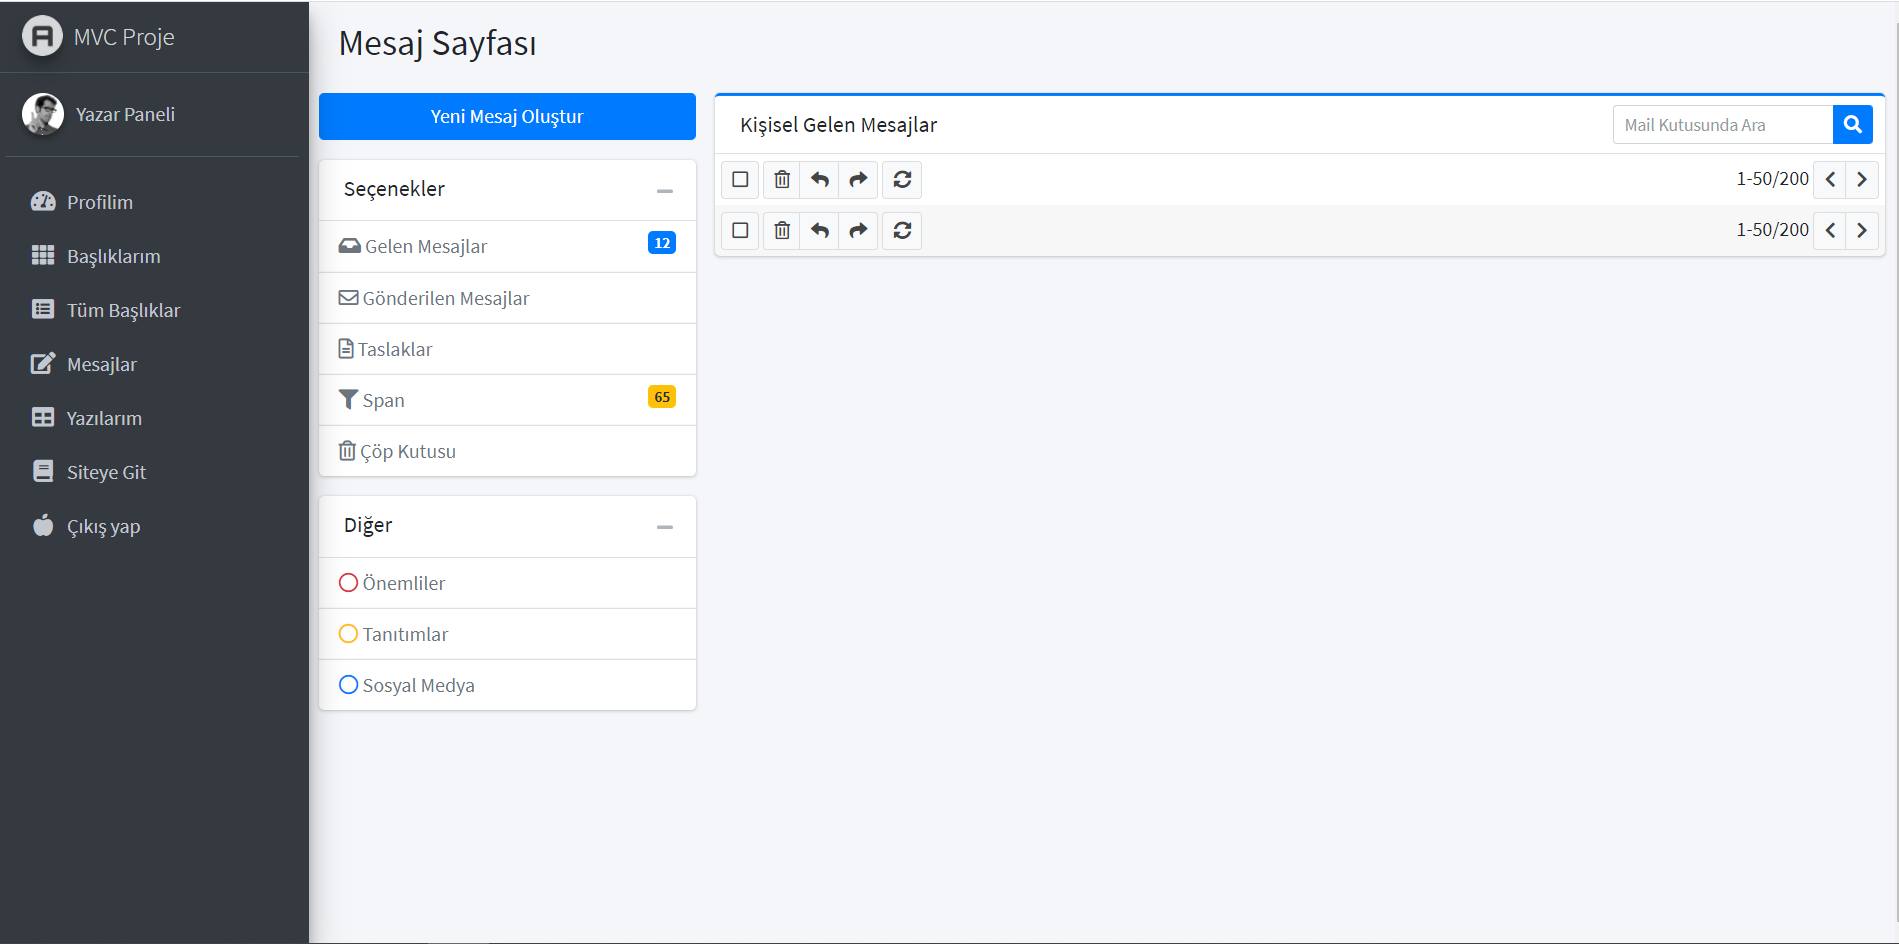 MVC Proje
Yazar Paneli
Profilim
Başlıklarım
Tüm Başlıklar
Mesajlar
Yazılarım
Siteye Git
Çıkış yap
Mesaj Sayfası
Yeni Mesaj Oluştur
Seçenekler
Gelen Mesajlar 12
Gönderilen Mesajlar
Taslaklar
Span 65
Çöp Kutusu
Diğer
Önemliler
Tanıtımlar
Sosyal Medya
Kişisel Gelen Mesajlar
Mail Kutusunda Ara
1-50/200
1-50/200